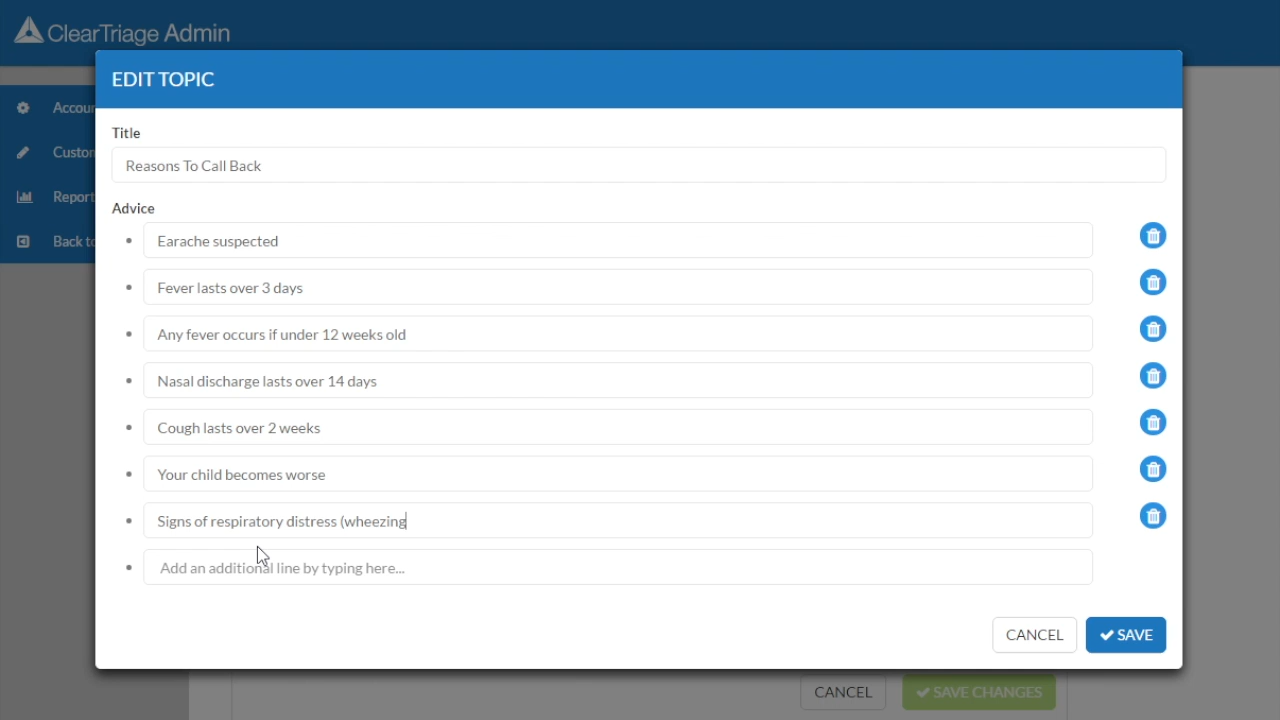 ClearTriage Admin
EDIT TOPIC
Accoun
Custon
Report
Back to
Title
Reasons To Call Back
Advice
Earache suspected
Fever lasts over 3 days
Any fever occurs if under 12 weeks old
Nasal discharge lasts over 14 days
Cough lasts over 2 weeks
Your child becomes worse
Signs of respiratory distress (wheezing
Add an additional line by typing here...
CANCEL
SAVE
CANCEL
SAVE CHANGES